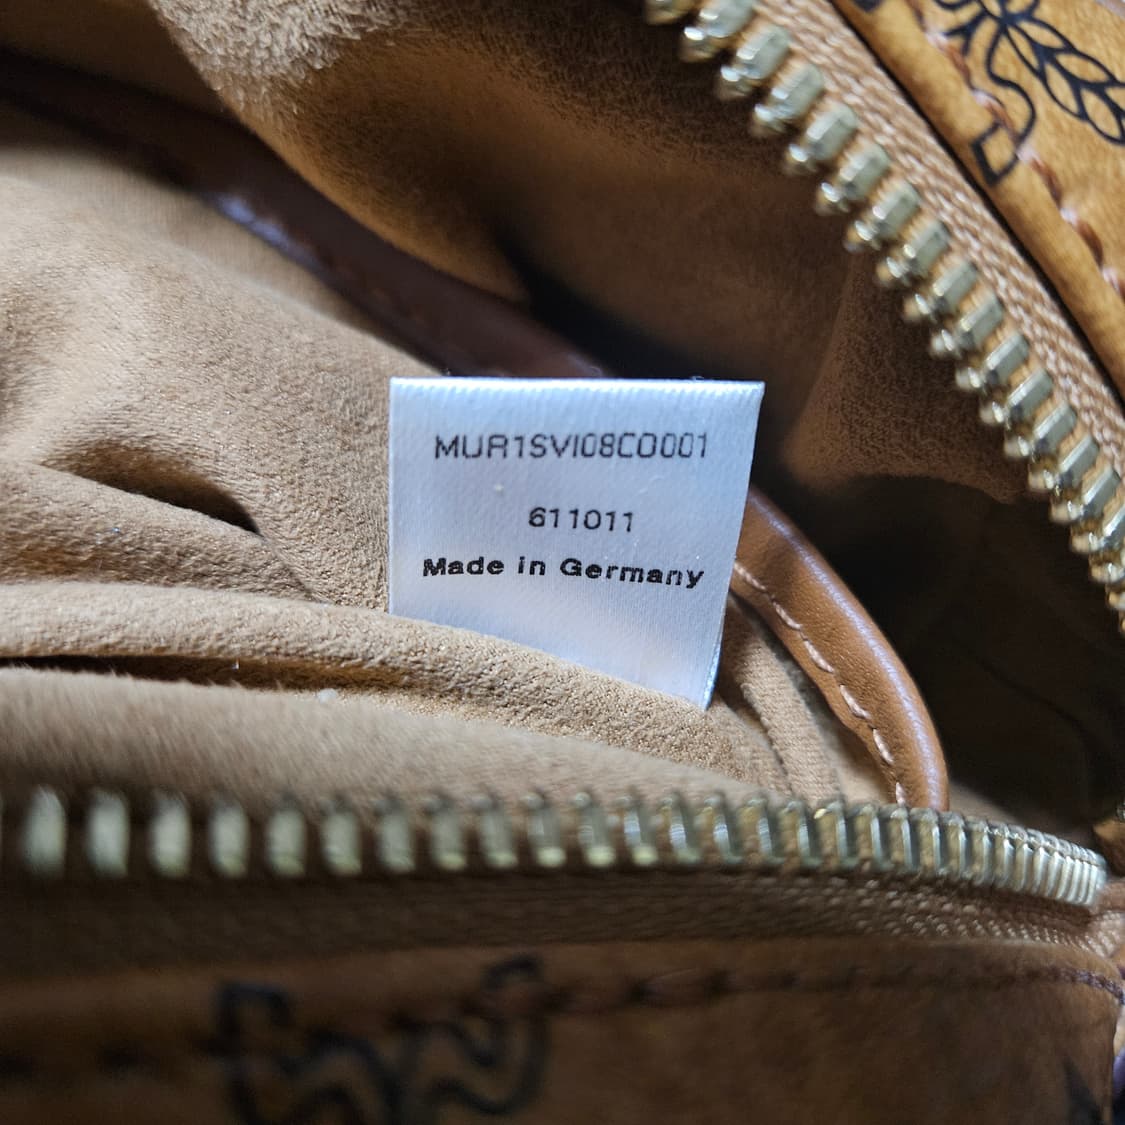 MUR1SVI08CO001
611011
Made in Germany